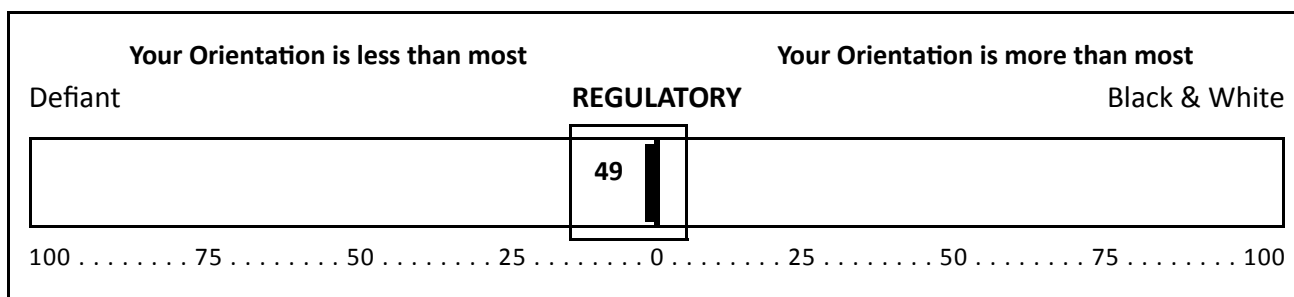 Your Orientation is less than most Your Orientation is more than most
Defiant REGULATORY Black & White
49
100 . . . . . . . . 75 . . . . . . . . 50 . . . . . . . . 25 . . . . . . . . 0 . . . . . . . . 25 . . . . . . . . 50 . . . . . . . . 75 . . . . . . . . 100